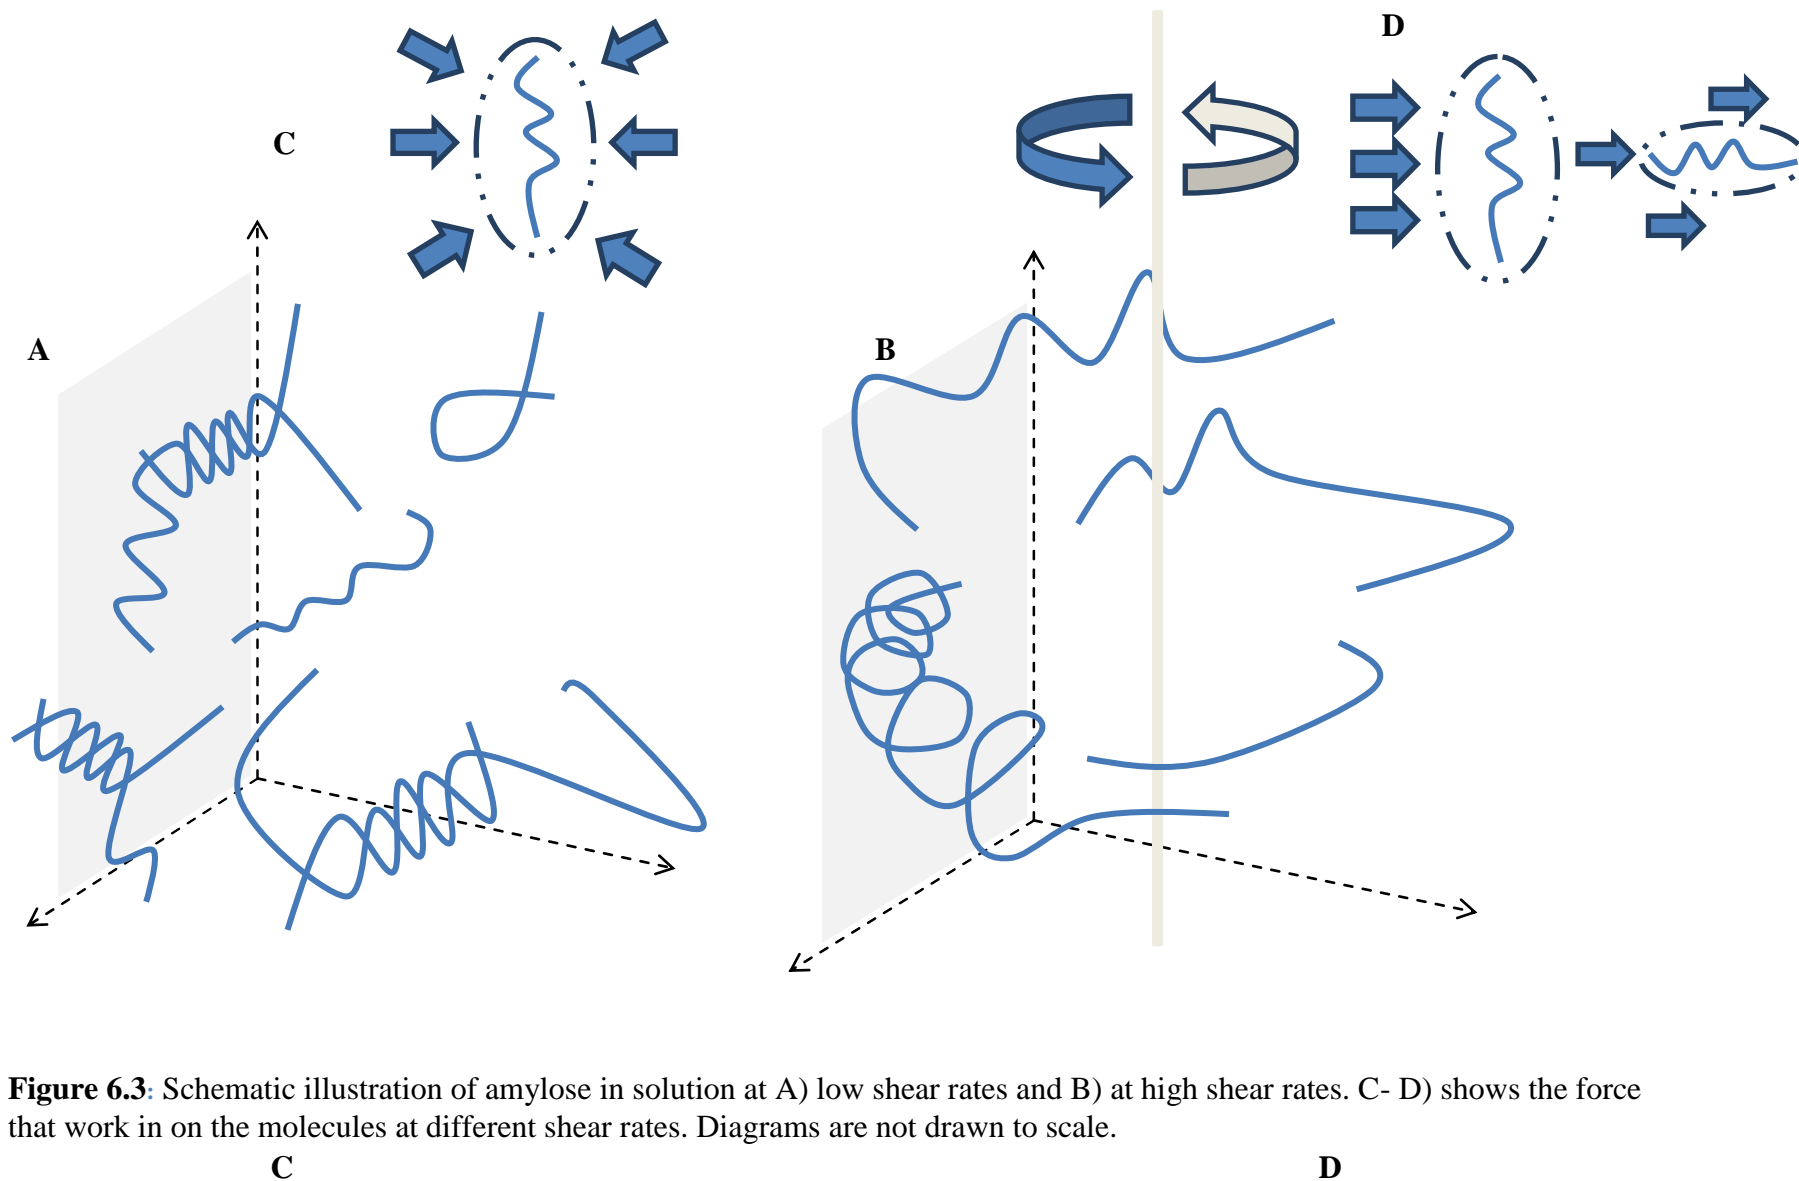 D
C
A
B
Figure 6.3: Schematic illustration of amylose in solution at A) low shear rates and B) at high shear rates. C- D) shows the force
that work in on the molecules at different shear rates. Diagrams are not drawn to scale.
C
D